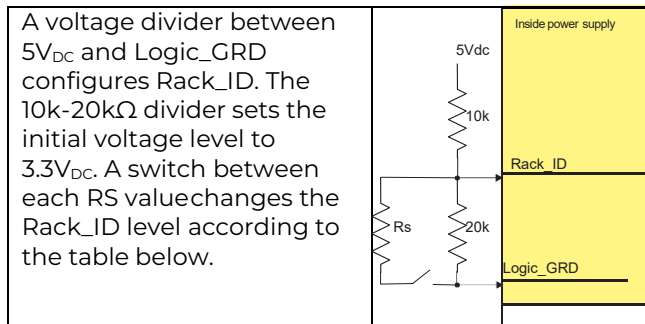 A voltage divider between
5VDC and Logic_GRD
configures Rack_ID. The
10k-20kΩ divider sets the
initial voltage level to
3.3VDC. A switch between
each RS valuechanges the
Rack_ID level according to
the table below.
Inside power supply
5Vdc
10k
Rack_ID
Rs
20k
Logic_GRD